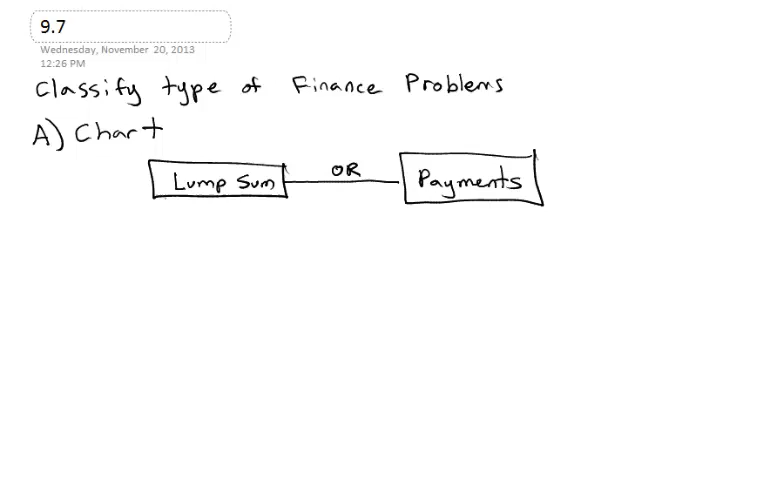 9.7
Wednesday, November 20, 2013
12:26 PM
Classify type of Finance Problems
A) Chart
Lump Sum OR Payments